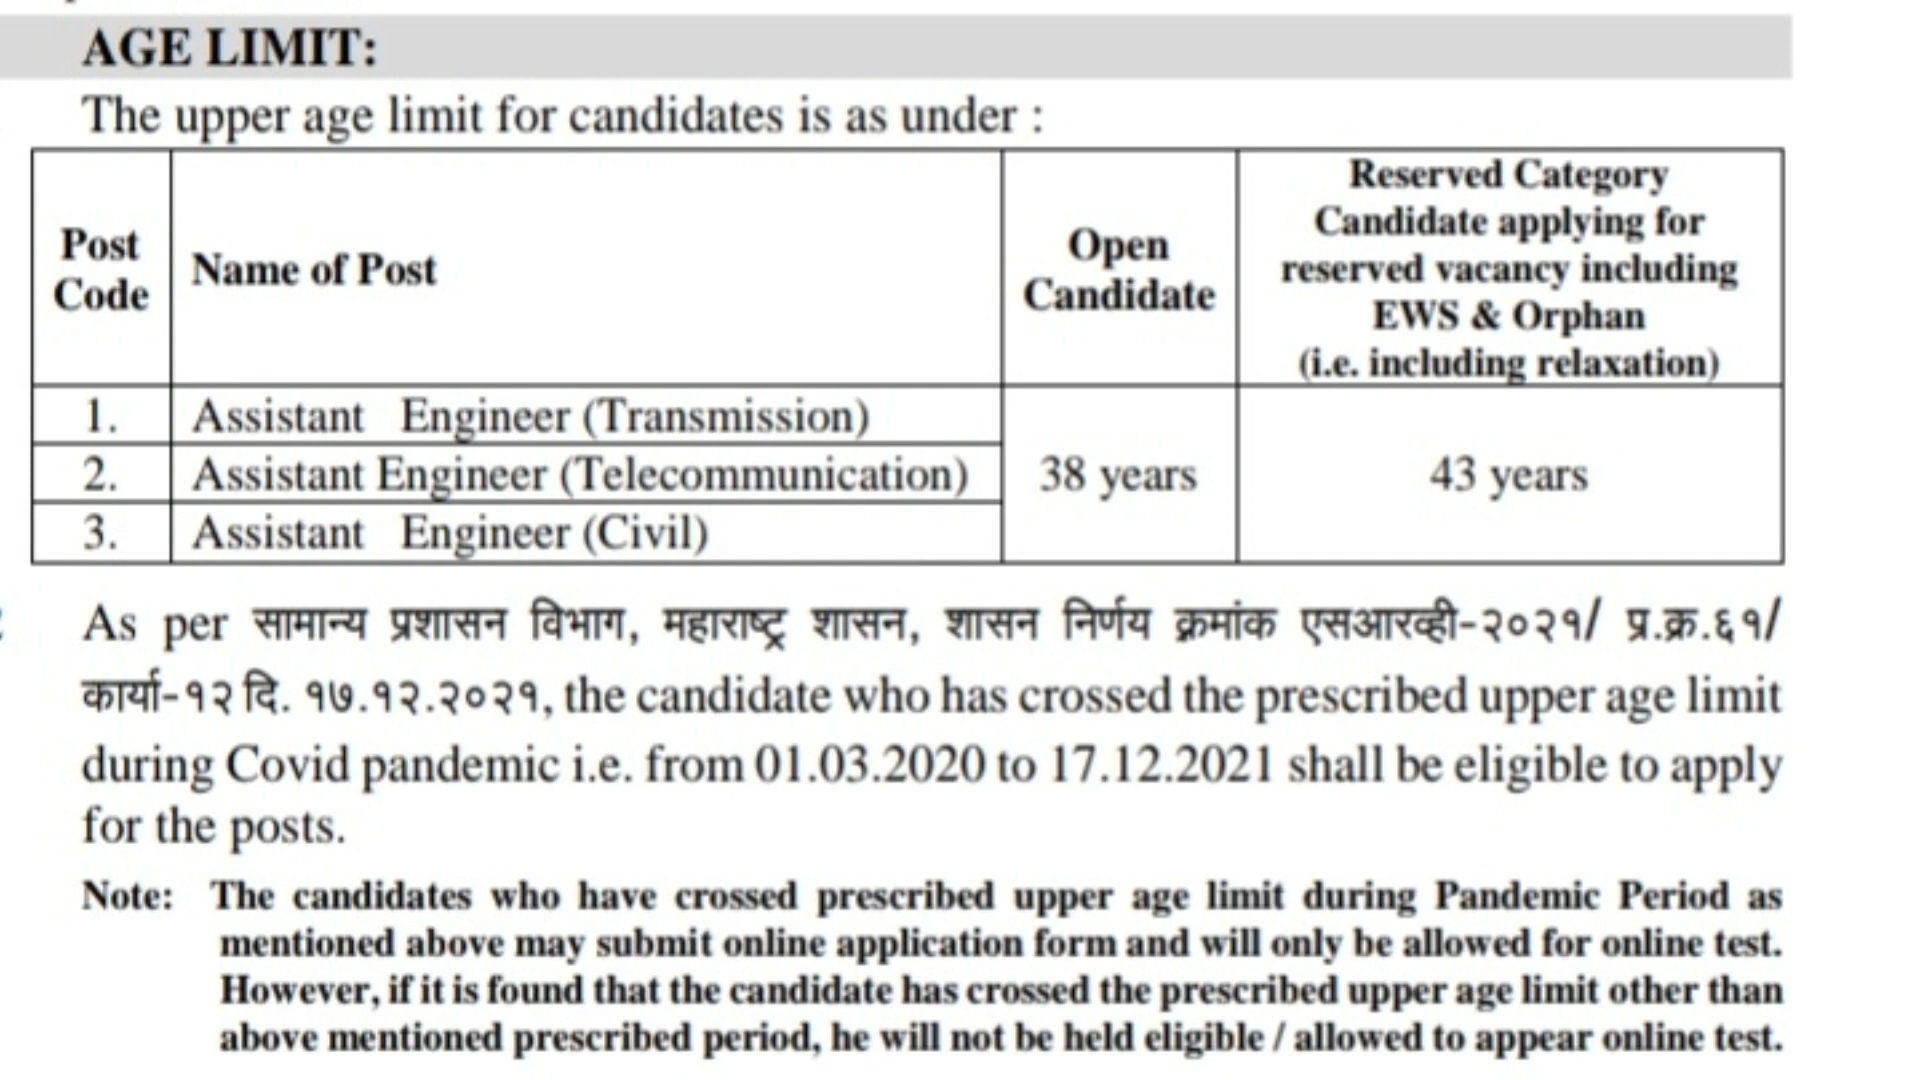 AGE LIMIT:
The upper age limit for candidates is as under :
Post Code
Name of Post
Open Candidate
Reserved Category
Candidate applying for
reserved vacancy including
EWS & Orphan
(i.e. including relaxation)
1. Assistant Engineer (Transmission)
2. Assistant Engineer (Telecommunication)
3. Assistant Engineer (Civil)
38 years
43 years
As per सामान्य प्रशासन विभाग, महाराष्ट्र शासन, शासन निर्णय क्रमांक एसआरव्ही-२०२१/ प्र.क्र.६१/
कार्या-१२ दि. १७.१२.२०२१, the candidate who has crossed the prescribed upper age limit
during Covid pandemic i.e. from 01.03.2020 to 17.12.2021 shall be eligible to apply
for the posts.
Note: The candidates who have crossed prescribed upper age limit during Pandemic Period as
mentioned above may submit online application form and will only be allowed for online test.
However, if it is found that the candidate has crossed the prescribed upper age limit other than
above mentioned prescribed period, he will not be held eligible / allowed to appear online test.